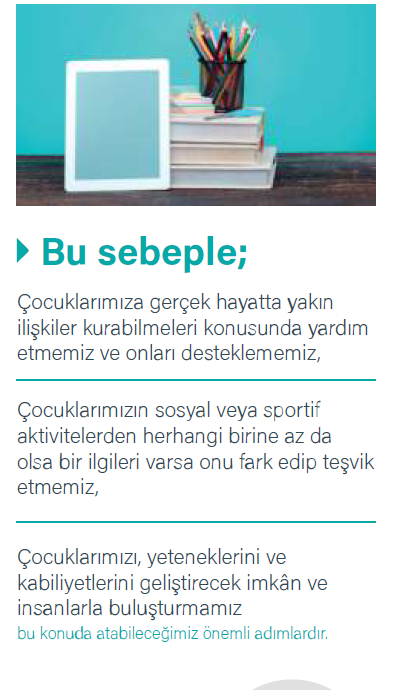 Bu sebeple;
Çocuklarımıza gerçek hayatta yakın
ilişkiler kurabilmeleri konusunda yardım
etmemiz ve onları desteklememiz,
Çocuklarımızın sosyal veya sportif
aktivitelerden herhangi birine az da
olsa bir ilgileri varsa onu fark edip teşvik
etmemiz,
Çocuklarımızı, yeteneklerini ve
kabiliyetlerini geliştirecek imkân ve
insanlarla buluşturmamız
bu konuda atabileceğimiz önemli adımlardır.